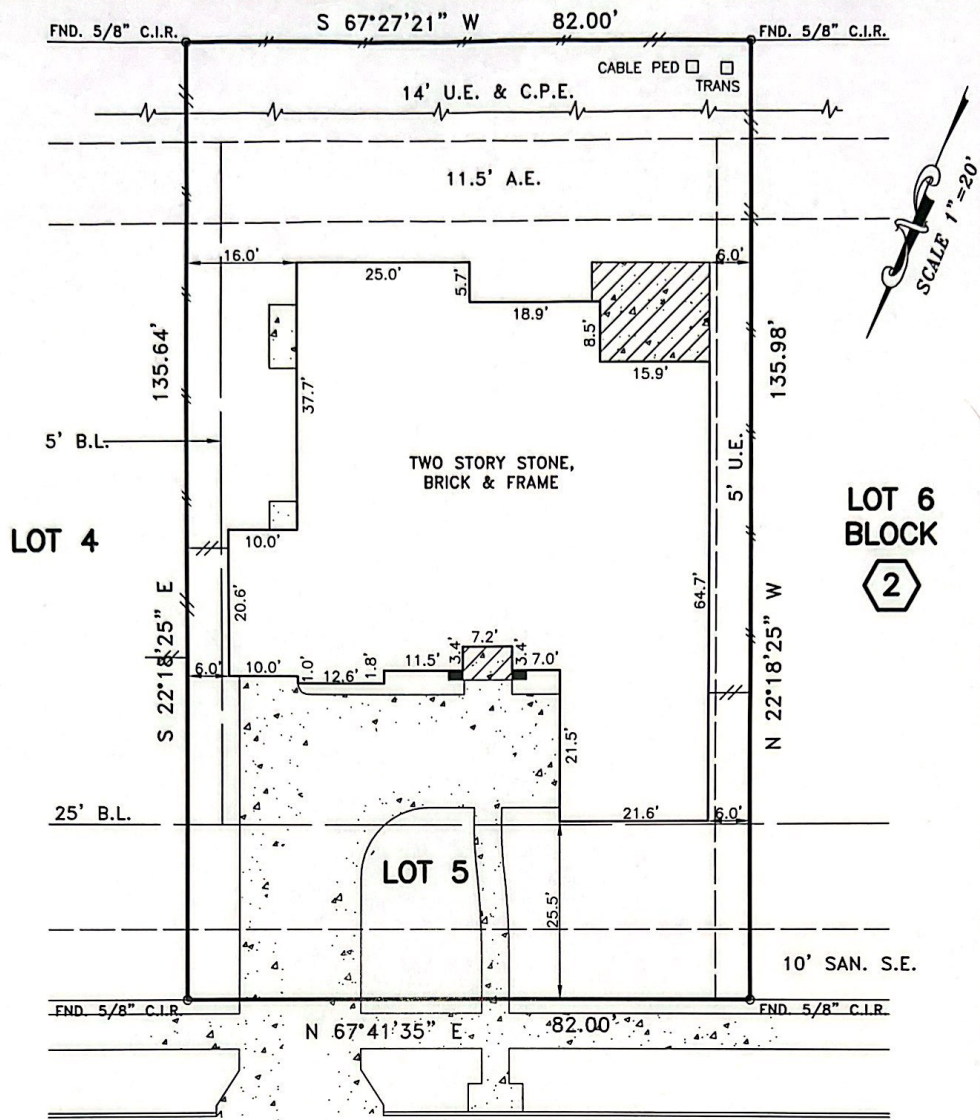 S 67°27'21" W 82.00'
FND. 5/8" C.I.R.
FND. 5/8" C.I.R.
CABLE PED
TRANS
14' U.E. & C.P.E.
11.5' A.E.
SCALE 1"=20'
16.0'
25.0'
5.7'
18.9'
8.5'
15.9'
6.0'
135.64'
37.7'
135.98'
5' B.L.
TWO STORY STONE,
BRICK & FRAME
5' U.E.
LOT 4
LOT 6
BLOCK
2
10.0'
20.6'
64.7'
S 22°18'25" E
N 22°18'25" W
6.0'
10.0'
1.0'
12.6'
1.8'
11.5'
3.4'
7.2'
3.4'
7.0'
21.5'
25' B.L.
21.6'
6.0'
LOT 5
25.5'
10' SAN. S.E.
FND. 5/8" C.I.R.
FND. 5/8" C.I.R.
N 67°41'35" E 82.00'